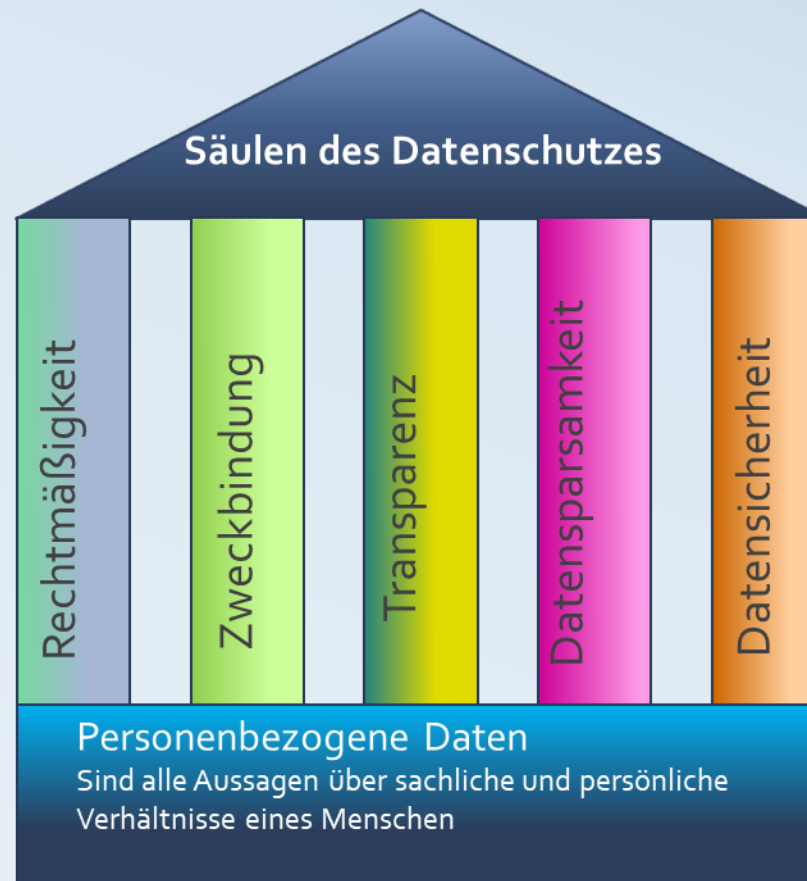 Säulen des Datenschutzes
Rechtmäßigkeit
Zweckbindung
Transparenz
Datensparsamkeit
Datensicherheit
Personenbezogene Daten
Sind alle Aussagen über sachliche und persönliche
Verhältnisse eines Menschen